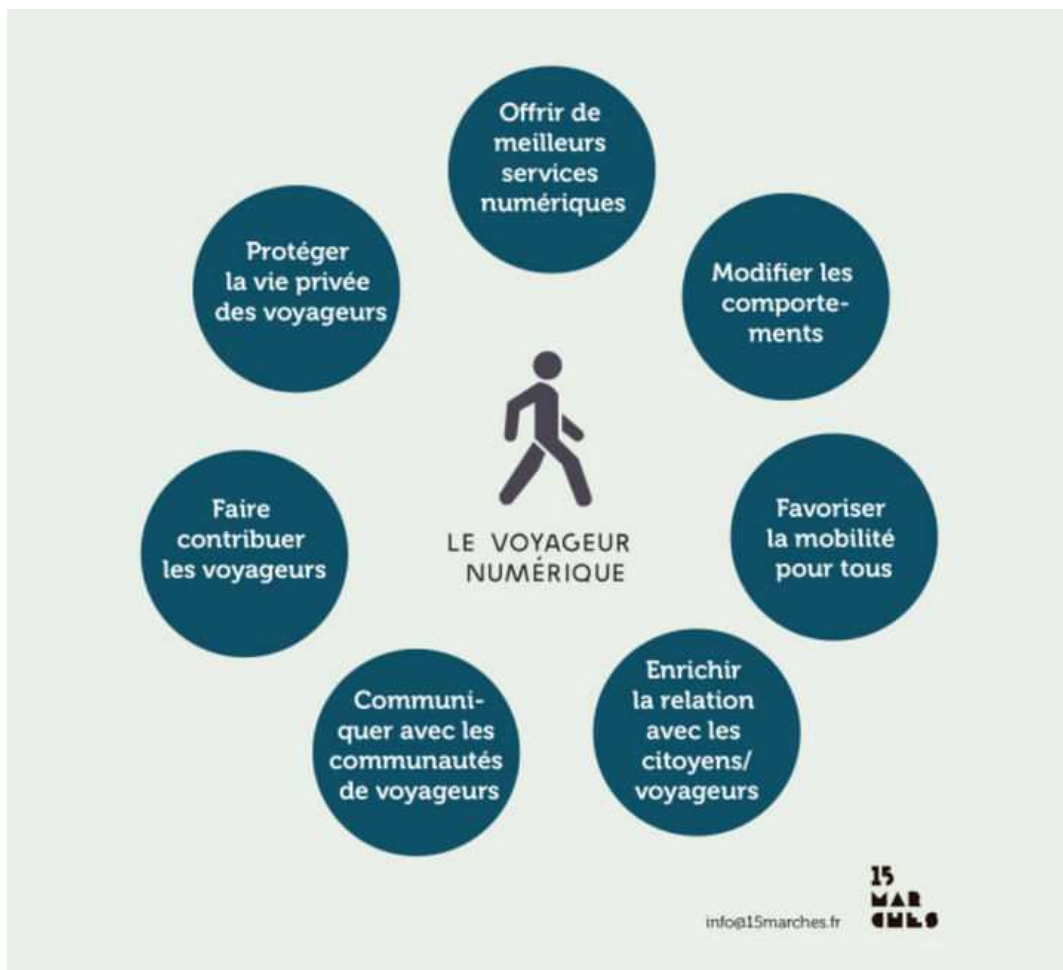 Offrir de
meilleurs
services
numériques
Modifier les
comporte-
ments
Favoriser
la mobilité
pour tous
Enrichir
la relation
avec les
citoyens/
voyageurs
Communi-
quer avec les
communautés
de voyageurs
Faire
contribuer
les voyageurs
Protéger
la vie privée
des voyageurs
LE VOYAGEUR
NUMÉRIQUE
info@15marches.fr
15
MAR
CHES